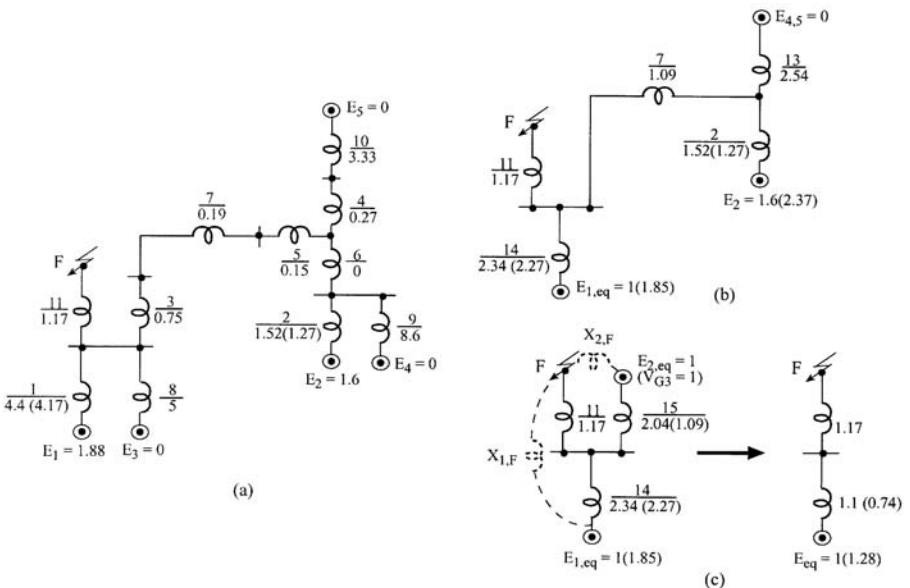 E5 = 0
10
3.33
4
0.27
7
0.19
5
0.15
6
0
F
11
1.17
3
0.75
2
1.52(1.27)
9
8.6
E2 = 1.6
E4 = 0
1
4.4 (4.17)
8
5
E1 = 1.88
E3 = 0
(a)
E4,5 = 0
13
2.54
7
1.09
F
11
1.17
2
1.52(1.27)
E2 = 1.6(2.37)
14
2.34 (2.27)
E1,eq = 1(1.85)
(b)
X2,F
F
E2,eq = 1
(VG3 = 1)
11
1.17
15
2.04(1.09)
X1,F
14
2.34 (2.27)
E1,eq = 1(1.85)
F
1.17
1.1 (0.74)
Eeq = 1(1.28)
(c)